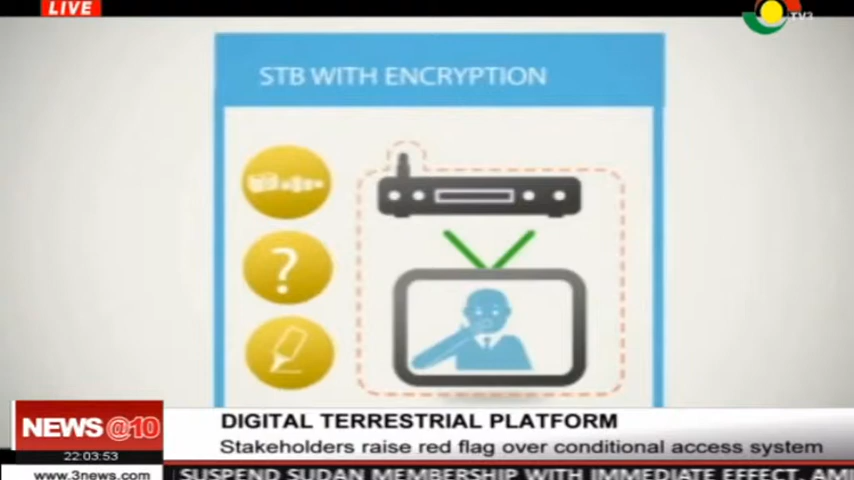 LIVE
TV3
STB WITH ENCRYPTION
?
DIGITAL TERRESTRIAL PLATFORM
NEWS@10
Stakeholders raise red flag over conditional access system
22:03:53
www.3news.com
SUSPEND SUDAN MEMBERSHIP WITH IMMEDIATE EFFECT. AM